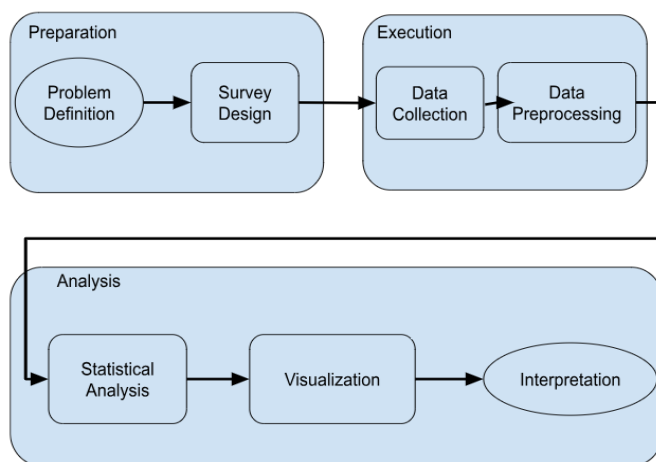 Preparation
Problem
Definition
Survey
Design
Execution
Data
Collection
Data
Preprocessing
Analysis
Statistical
Analysis
Visualization
Interpretation